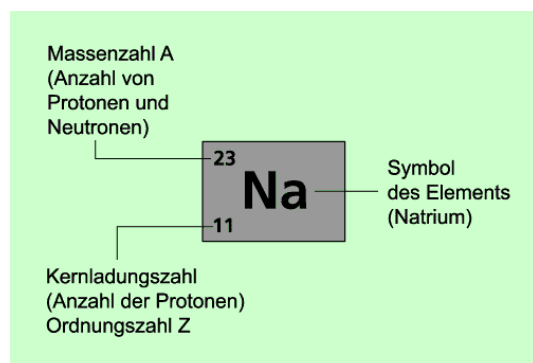 Massenzahl A
(Anzahl von
Protonen und
Neutronen)
23
Na
11
Symbol
des Elements
(Natrium)
Kernladungszahl
(Anzahl der Protonen)
Ordnungszahl Z